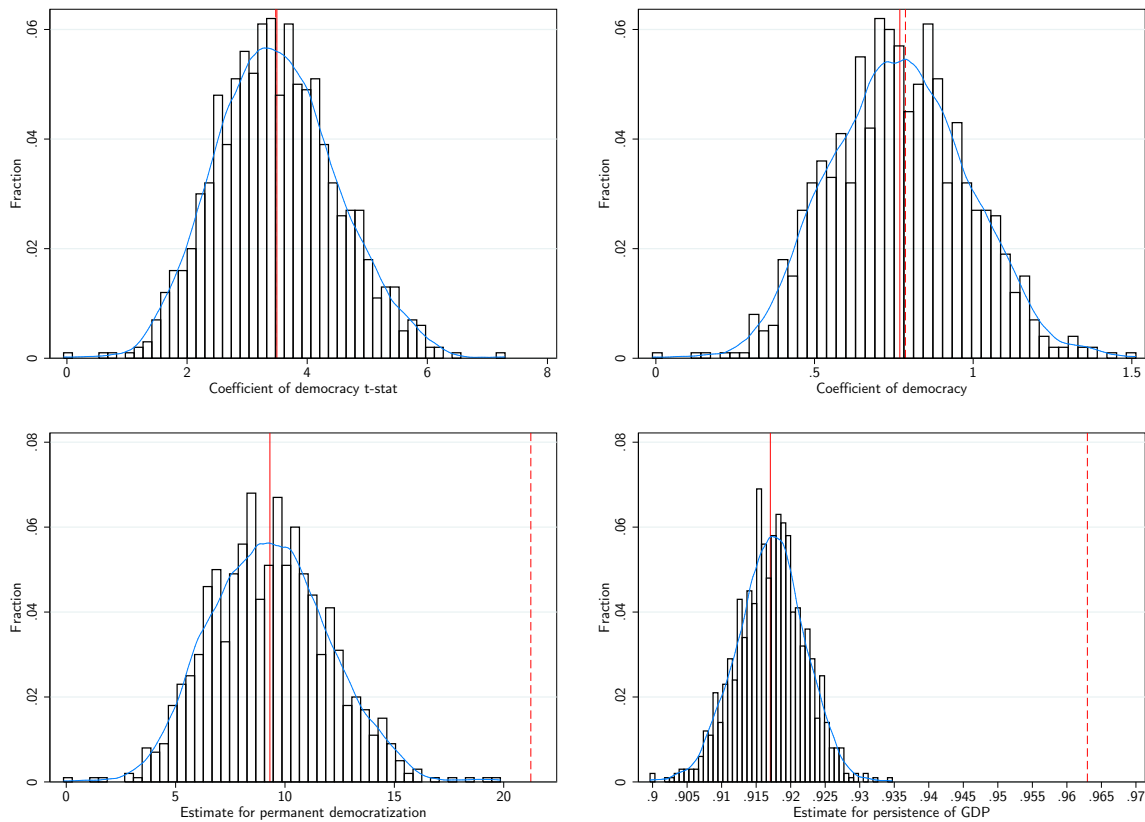 Fraction
0 .02 .04 .06
0 2 4 6 8
Coefficient of democracy t-stat
Fraction
0 .02 .04 .06
0 .5 1 1.5
Coefficient of democracy
Fraction
0 .02 .04 .06 .08
0 5 10 15 20
Estimate for permanent democratization
Fraction
0 .02 .04 .06 .08
.9 .905 .91 .915 .92 .925 .93 .935 .94 .945 .95 .955 .96 .965 .97
Estimate for persistence of GDP